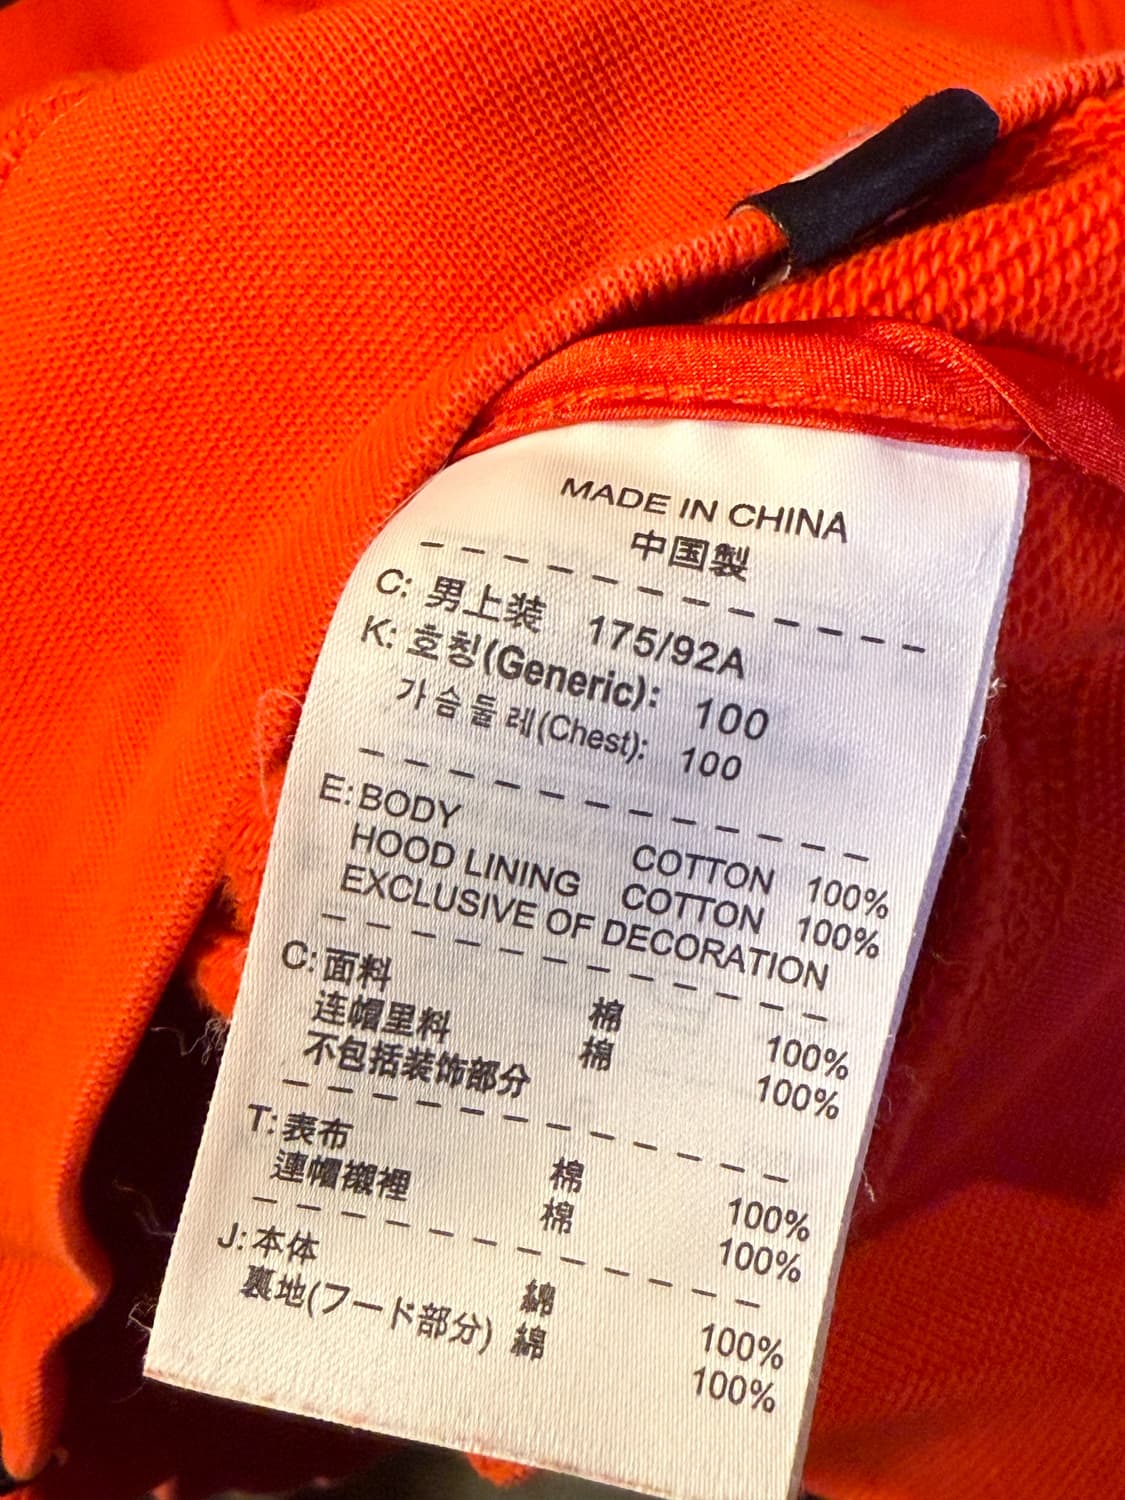 MADE IN CHINA
中国製
C: 男上装 175/92A
K: 호칭(Generic): 100
가슴둘레(Chest): 100
E: BODY COTTON 100%
HOOD LINING COTTON 100%
EXCLUSIVE OF DECORATION
C: 面料 棉 100%
连帽里料 棉 100%
不包括装饰部分
T: 表布 棉 100%
連帽襯裡 棉 100%
J: 本体 綿 100%
裏地(フード部分) 綿 100%